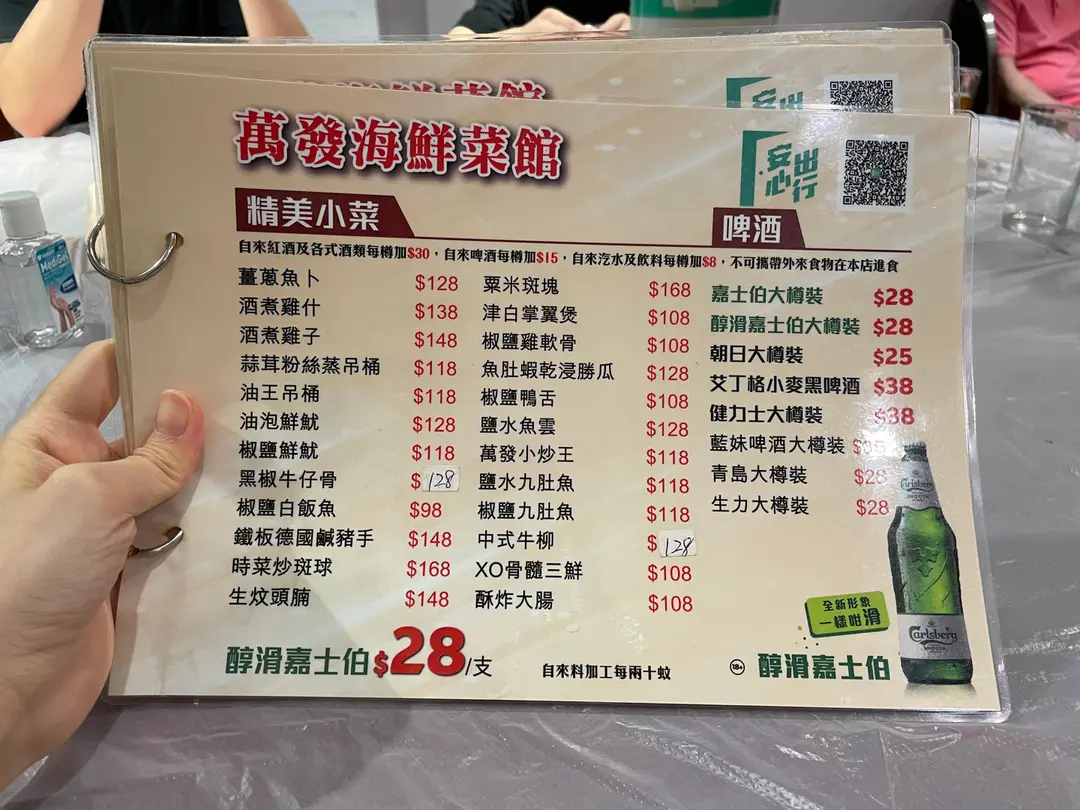 海鮮菜館
安心出行
萬發海鮮菜館
安心出行
精美小菜
啤酒
自來紅酒及各式酒類每樽加$30，自來啤酒每樽加$15，自來汽水及飲料每樽加$8，不可攜帶外來食物在本店進食
薑蔥魚卜 $128
酒煮雞什 $138
酒煮雞子 $148
蒜茸粉絲蒸吊桶 $118
油王吊桶 $118
油泡鮮魷 $128
椒鹽鮮魷 $118
黑椒牛仔骨 $128
椒鹽白飯魚 $98
鐵板德國鹹豬手 $148
時菜炒斑球 $168
生炆頭腩 $148
粟米斑塊 $168
津白掌翼煲 $108
椒鹽雞軟骨 $108
魚肚蝦乾浸勝瓜 $128
椒鹽鴨舌 $108
鹽水魚雲 $128
萬發小炒王 $118
鹽水九肚魚 $118
椒鹽九肚魚 $118
中式牛柳 $128
XO骨髓三鮮 $108
酥炸大腸 $108
嘉士伯大樽裝 $28
醇滑嘉士伯大樽裝 $28
朝日大樽裝 $25
艾丁格小麥黑啤酒 $38
健力士大樽裝 $38
藍妹啤酒大樽裝
青島大樽裝 $28
生力大樽裝 $28
醇滑嘉士伯$28/支
自來料加工每兩十蚊
全新形象
一樣咁滑
18+
醇滑嘉士伯
Carlsberg
SMOOTH
Carlsberg
SMOOTH
MediGel